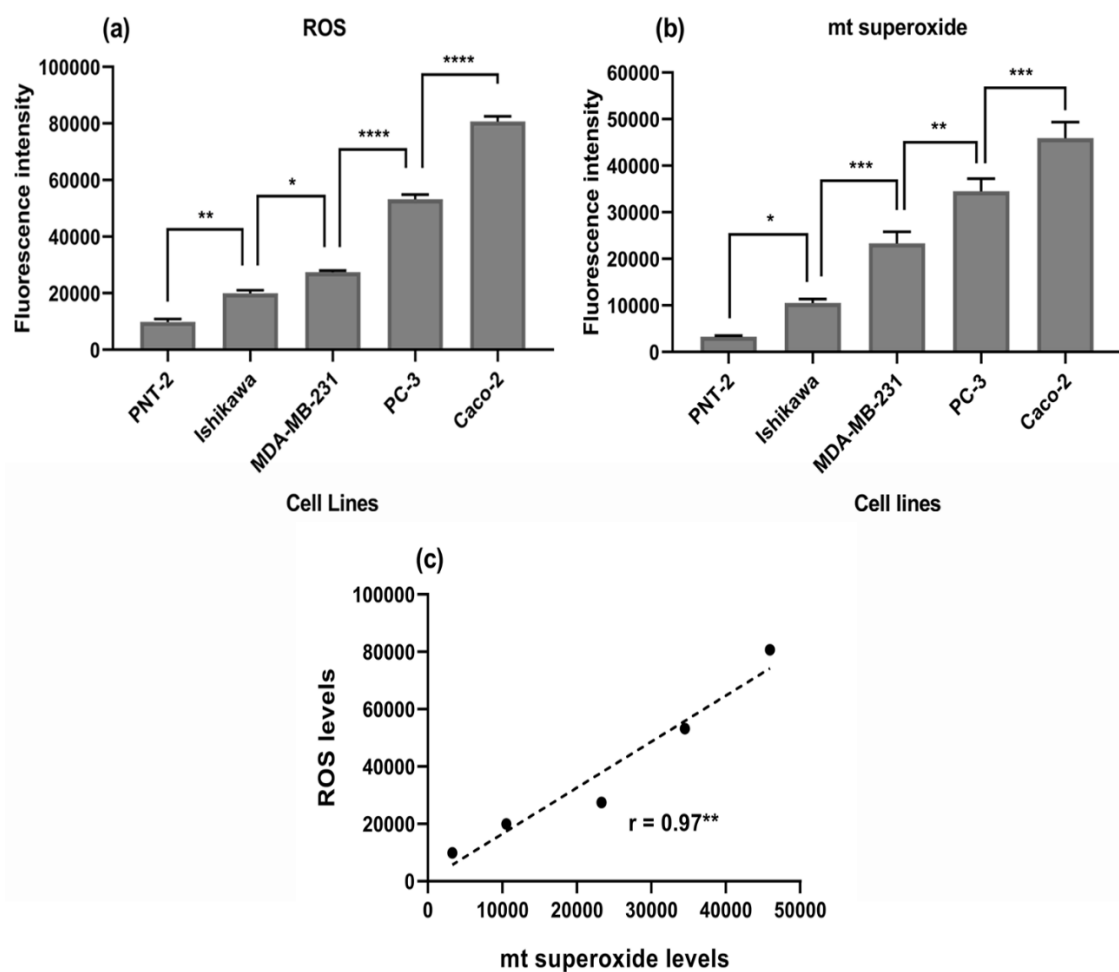 (a)
ROS
Fluorescence intensity
100000
80000
60000
40000
20000
0
**
*
****
****
PNT-2
Ishikawa
MDA-MB-231
PC-3
Caco-2
Cell Lines
(b)
mt superoxide
Fluorescence intensity
60000
50000
40000
30000
20000
10000
0
*
***
**
***
PNT-2
Ishikawa
MDA-MB-231
PC-3
Caco-2
Cell lines
(c)
ROS levels
100000
80000
60000
40000
20000
0
r = 0.97**
0 10000 20000 30000 40000 50000
mt superoxide levels